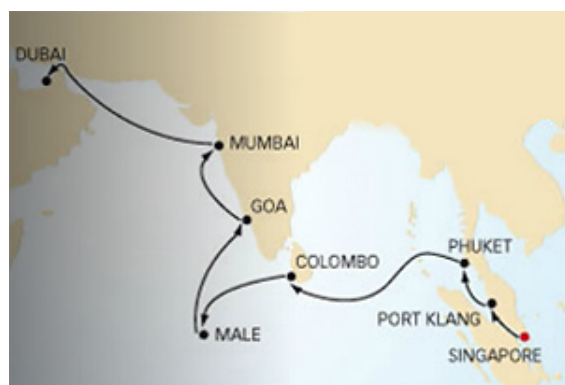 DUBAI
MUMBAI
GOA
COLOMBO
PHUKET
PORT KLANG
MALE
SINGAPORE